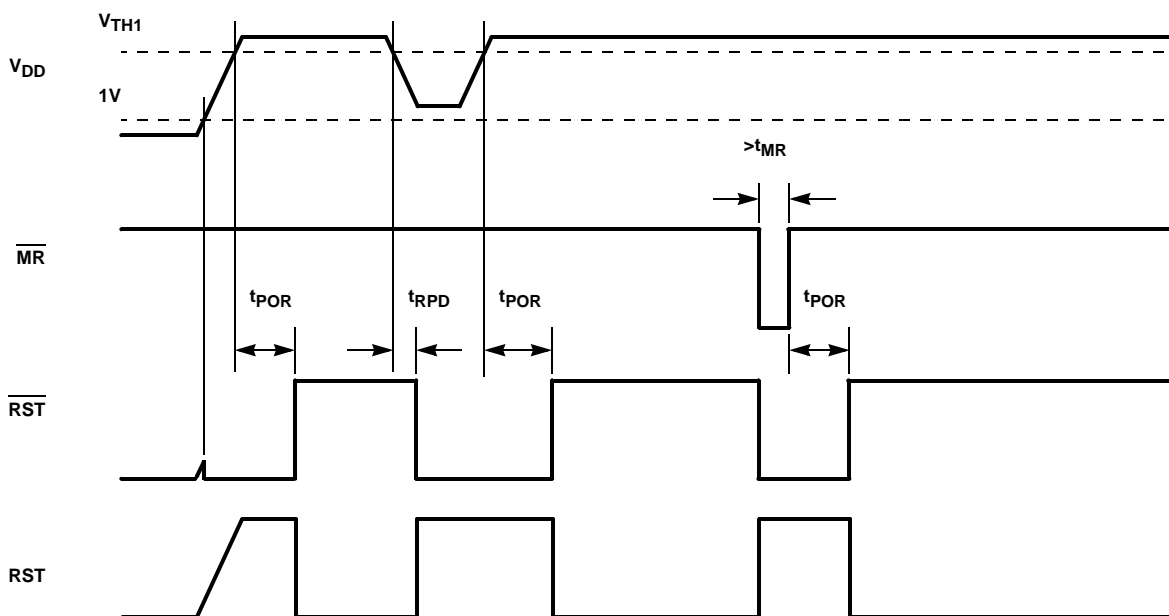 VTH1
VDD
1V
>tMR
MR
tPOR
tRPD
tPOR
tPOR
RST
RST